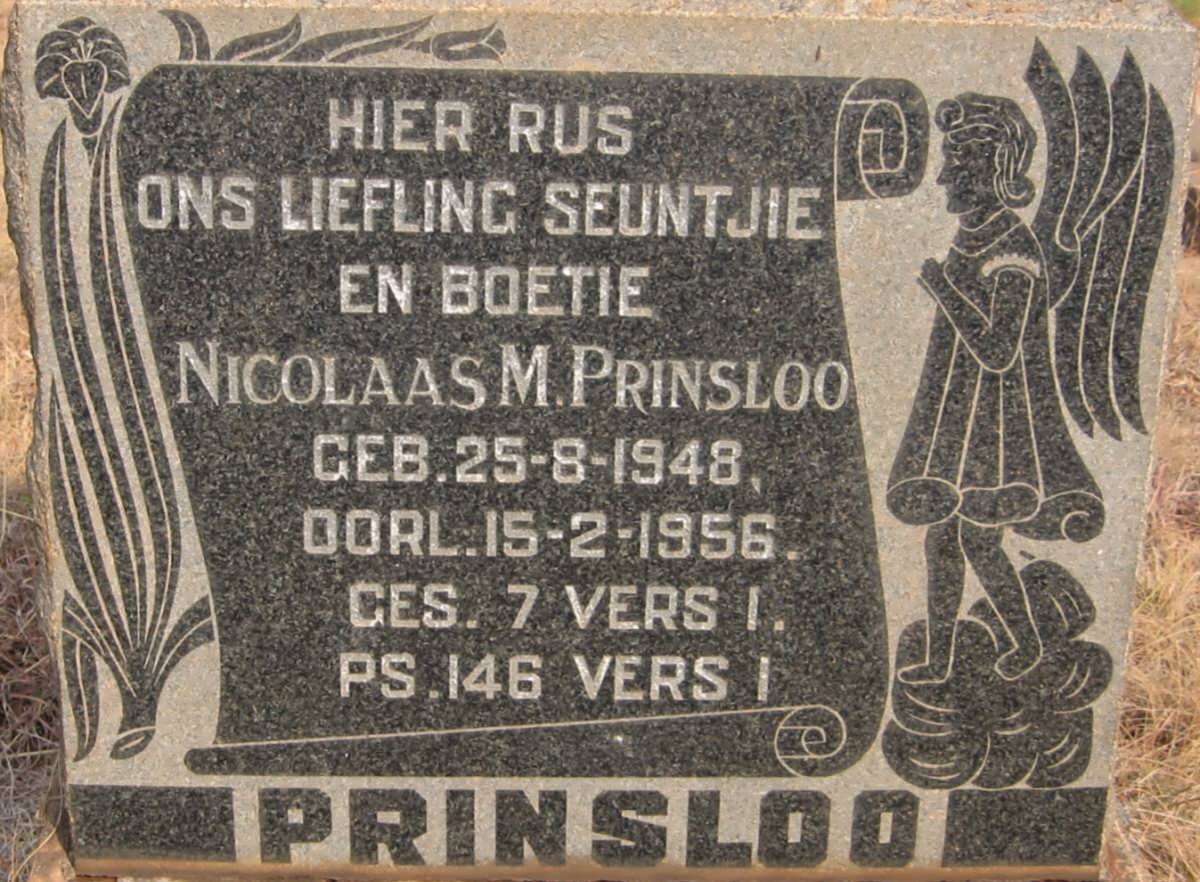 HIER RUS
ONS LIEFLING SEUNTJIE
EN BOETIE
NICOLAAS M. PRINSLOO
GEB. 25-8-1948.
OORL. 15-2-1956.
GES. 7 VERS 1.
PS. 146 VERS 1
PRINSLOO